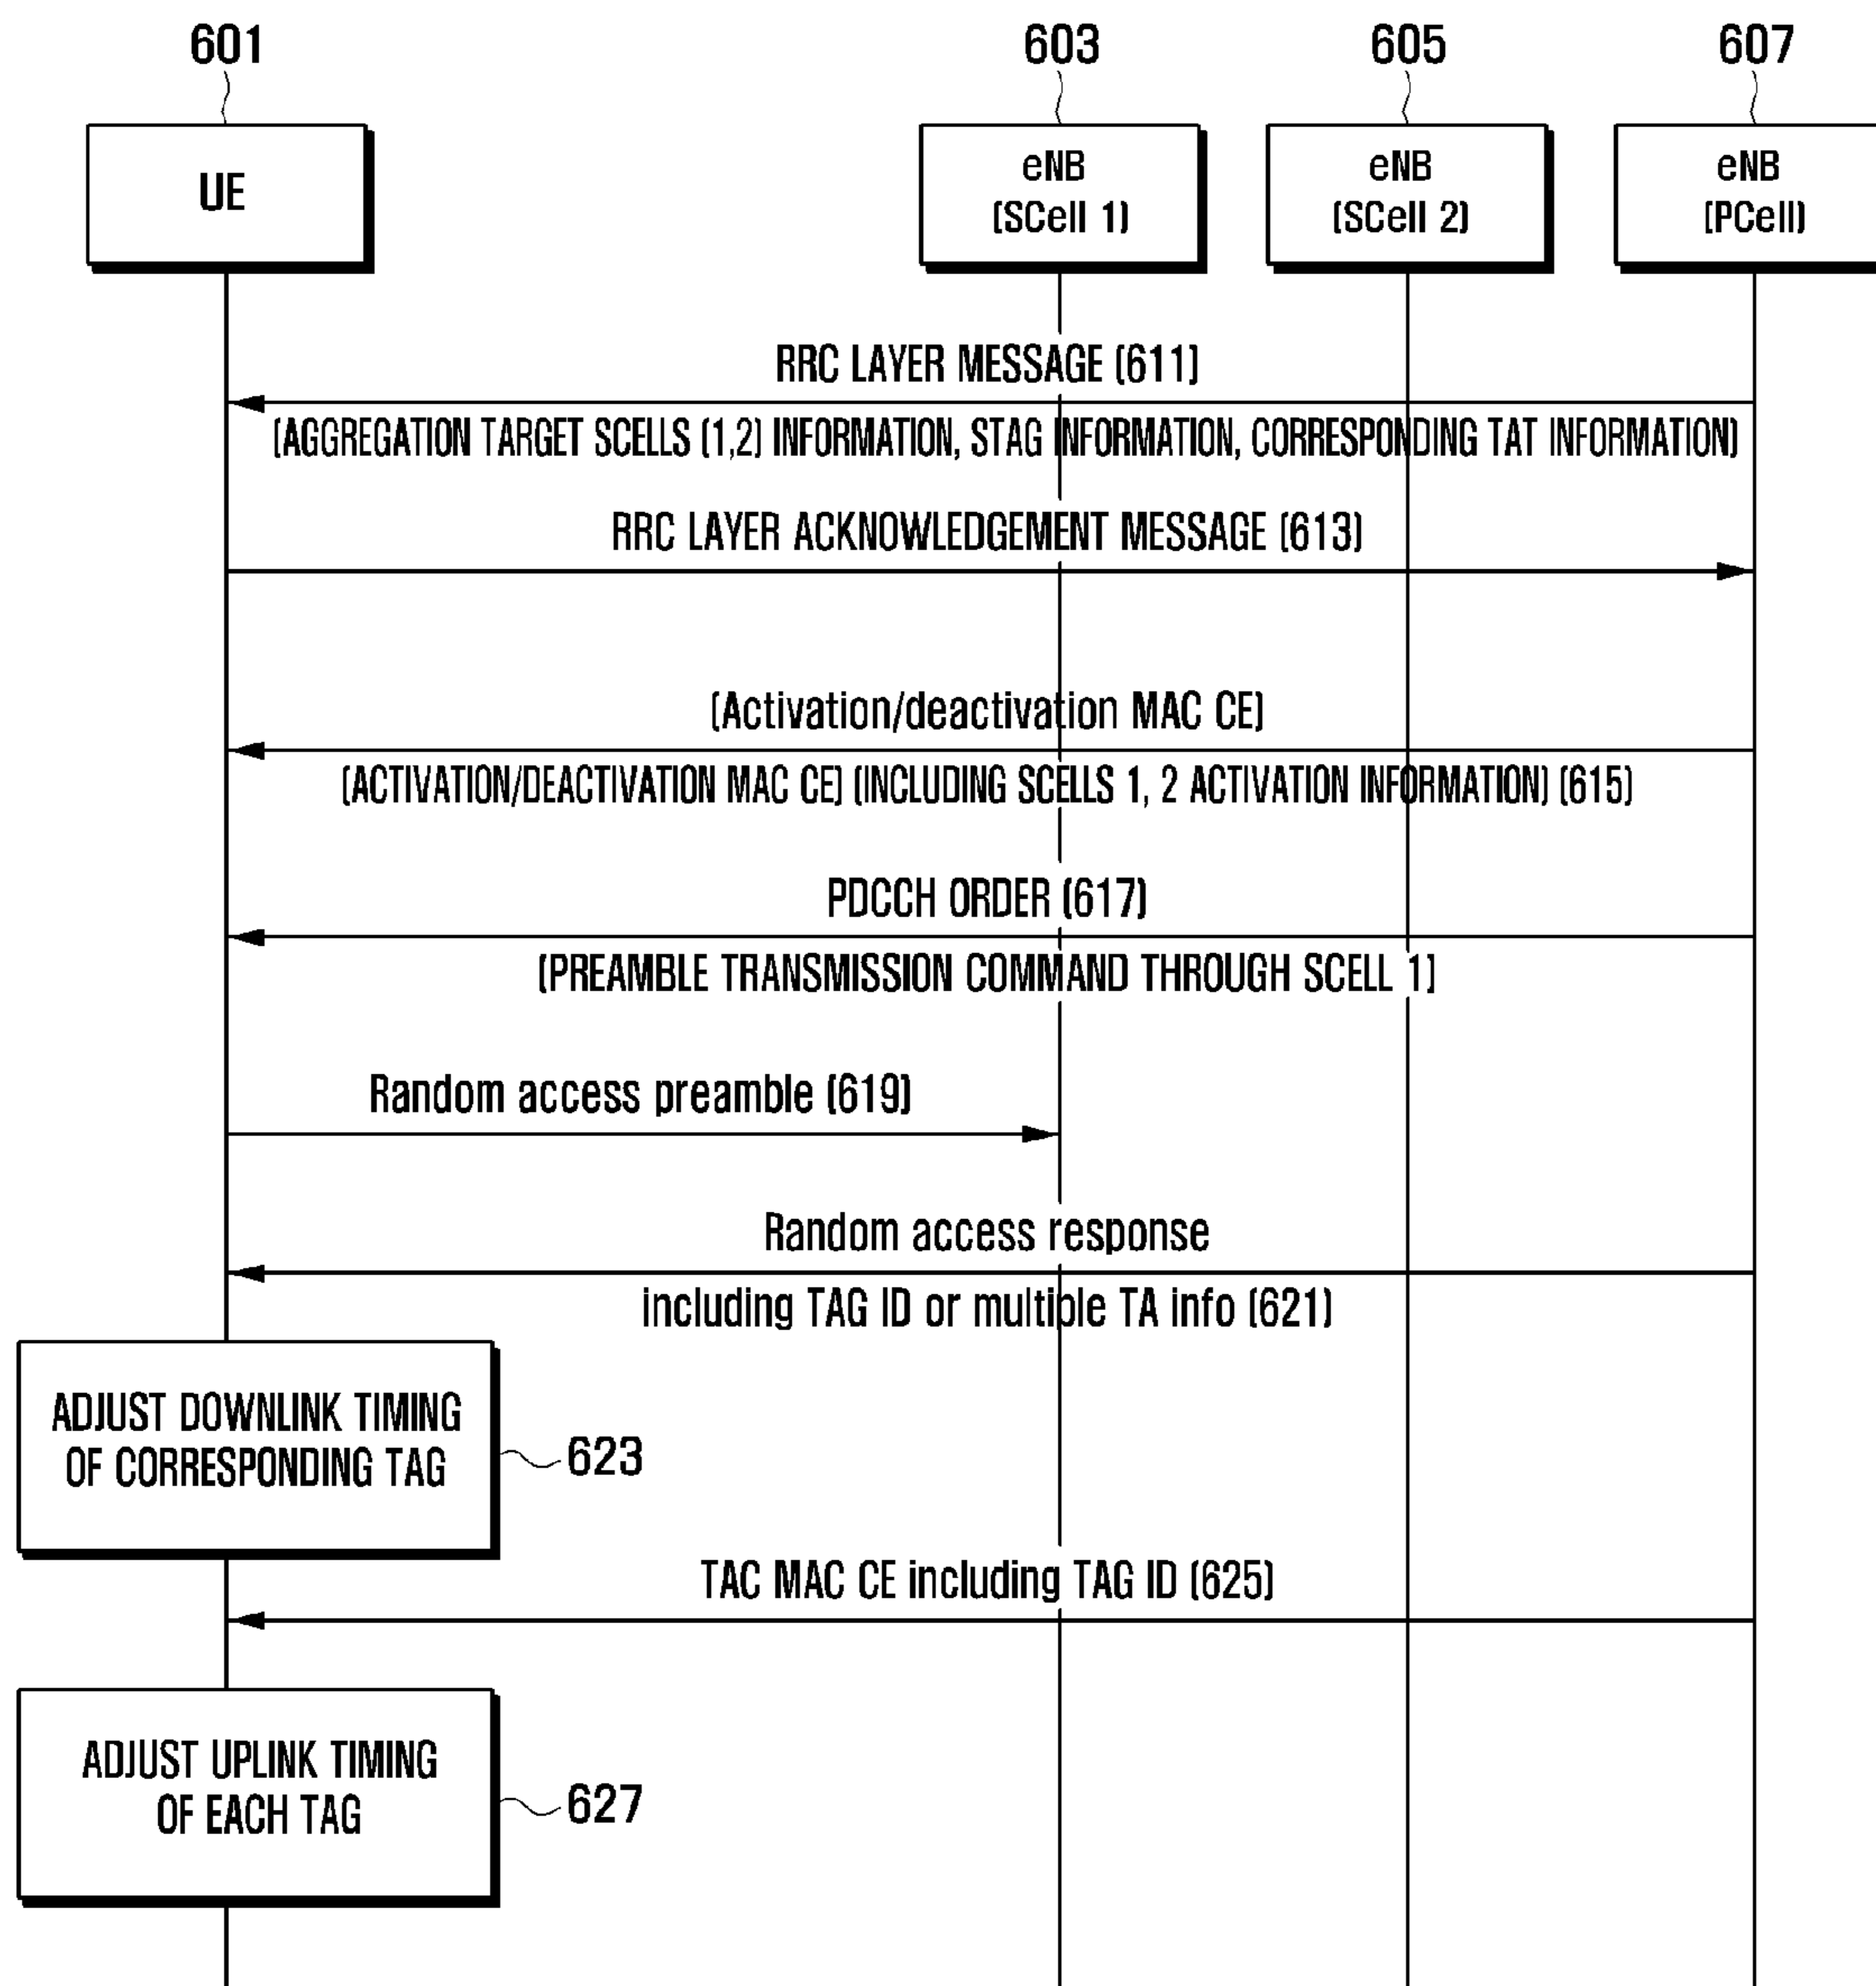 601
603
605
607
UE
eNB
(SCell 1)
eNB
(SCell 2)
eNB
(PCell)
RRC LAYER MESSAGE (611)
(AGGREGATION TARGET SCELLS (1,2) INFORMATION, STAG INFORMATION, CORRESPONDING TAT INFORMATION)
RRC LAYER ACKNOWLEDGEMENT MESSAGE (613)
(Activation/deactivation MAC CE)
(ACTIVATION/DEACTIVATION MAC CE) (INCLUDING SCELLS 1, 2 ACTIVATION INFORMATION) (615)
PDCCH ORDER (617)
(PREAMBLE TRANSMISSION COMMAND THROUGH SCELL 1)
Random access preamble (619)
Random access response
including TAG ID or multiple TA info (621)
ADJUST DOWNLINK TIMING
OF CORRESPONDING TAG
623
TAC MAC CE including TAG ID (625)
ADJUST UPLINK TIMING
OF EACH TAG
627